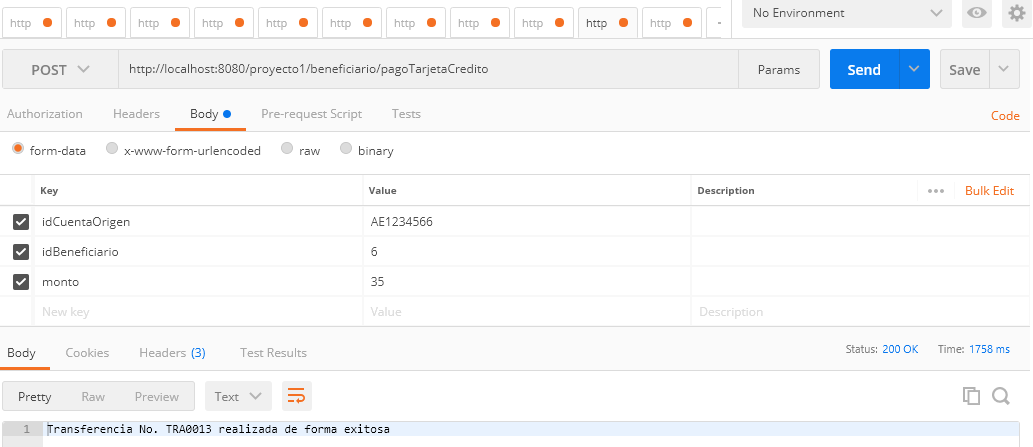 http http http http http http http http http http http No Environment
POST http://localhost:8080/proyecto1/beneficiario/pagoTarjetaCredito Params Send Save
Authorization Headers Body Pre-request Script Tests Code
form-data x-www-form-urlencoded raw binary
Key Value Description ••• Bulk Edit
idCuentaOrigen AE1234566
idBeneficiario 6
monto 35
New key Value Description
Body Cookies Headers (3) Test Results Status: 200 OK Time: 1758 ms
Pretty Raw Preview Text
1 Transferencia No. TRA0013 realizada de forma exitosa